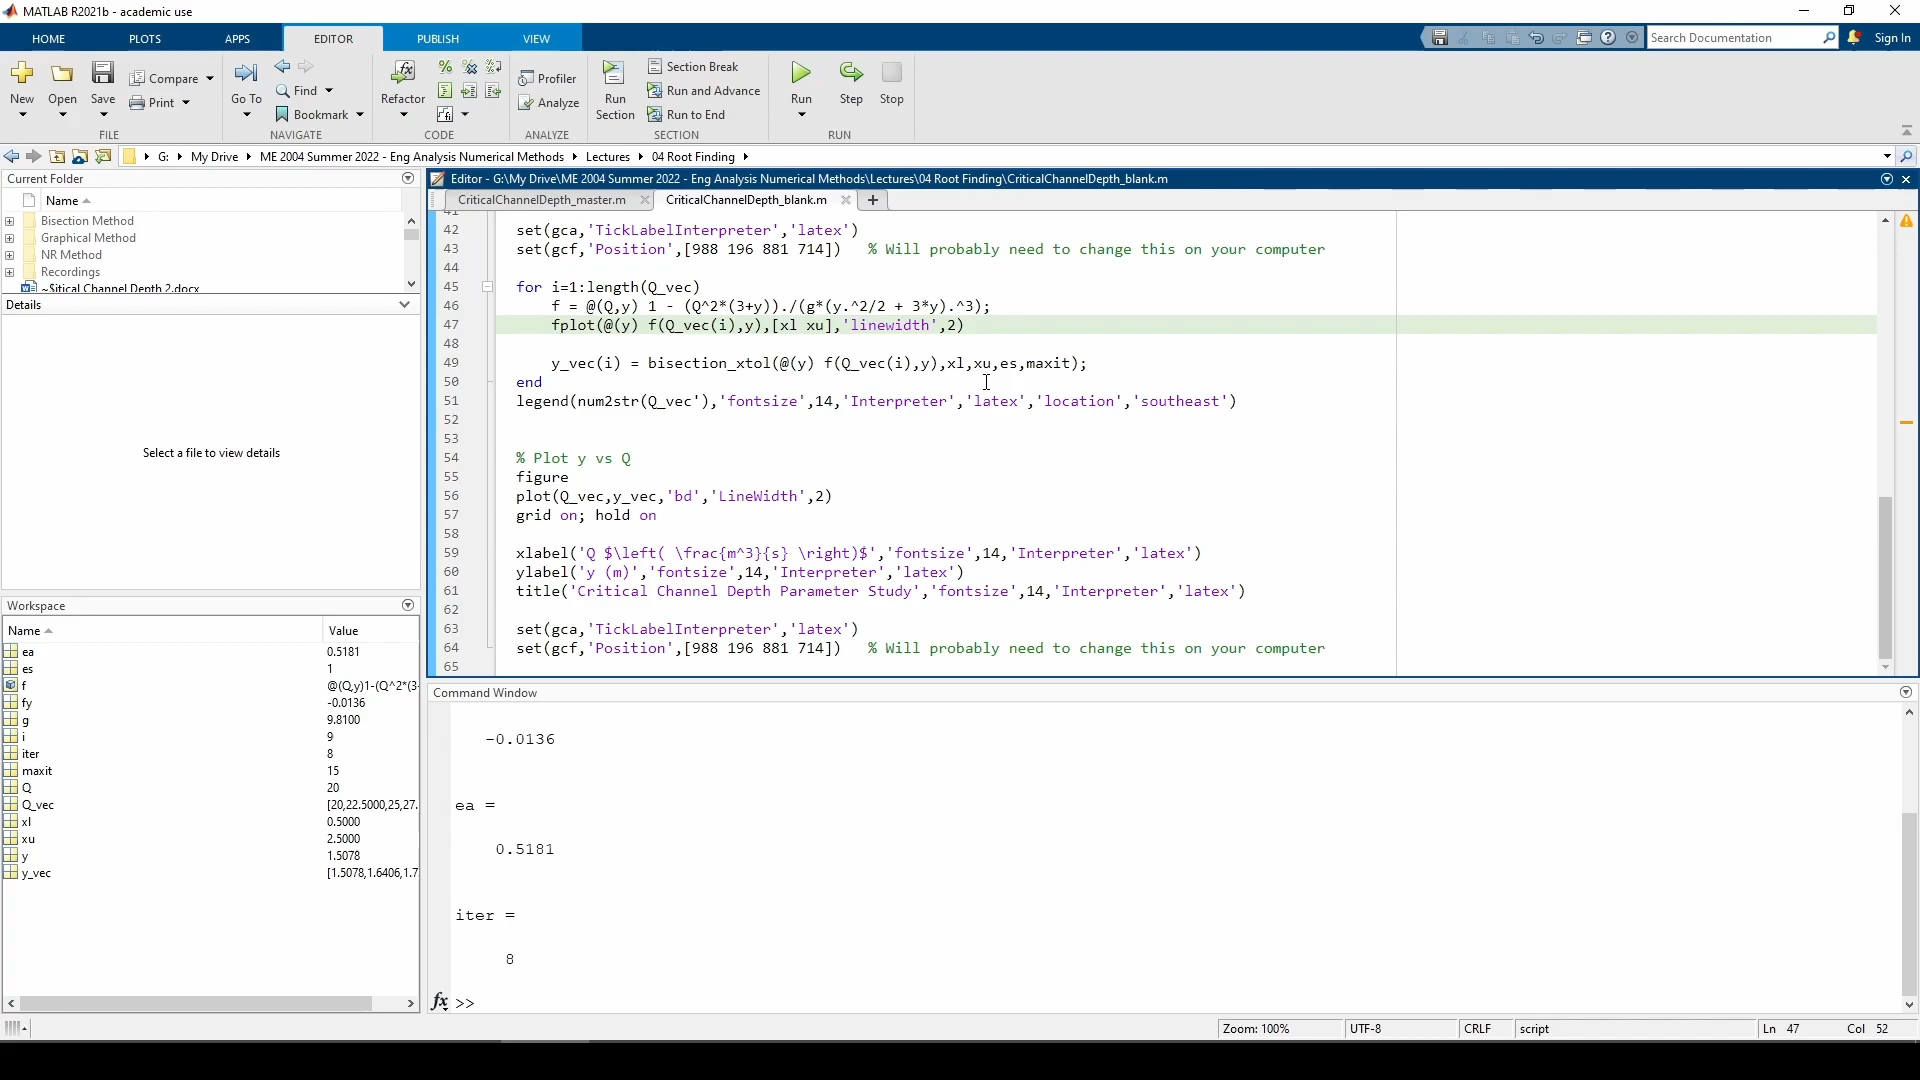 MATLAB R2021b - academic use
HOME PLOTS APPS EDITOR PUBLISH VIEW
Search Documentation Sign In
New Open Save Compare Print
Go To Find Bookmark
Refactor
Profiler Analyze
Run Section Section Break Run and Advance Run to End
Run Step Stop
FILE NAVIGATE CODE ANALYZE SECTION RUN
G: My Drive ME 2004 Summer 2022 - Eng Analysis Numerical Methods Lectures 04 Root Finding
Current Folder
Name
Bisection Method
Graphical Method
NR Method
Recordings
~$itical Channel Depth 2.docx
Details
Select a file to view details
Workspace
Name Value
ea 0.5181
es 1
f @(Q,y)1-(Q^2*(3
fy -0.0136
g 9.8100
i 9
iter 8
maxit 15
Q 20
Q_vec [20,22.5000,25,27.
xl 0.5000
xu 2.5000
y 1.5078
y_vec [1.5078,1.6406,1.7
Editor - G:\My Drive\ME 2004 Summer 2022 - Eng Analysis Numerical Methods\Lectures\04 Root Finding\CriticalChannelDepth_blank.m
CriticalChannelDepth_master.m CriticalChannelDepth_blank.m
41
42 set(gca,'TickLabelInterpreter','latex')
43 set(gcf,'Position',[988 196 881 714]) % Will probably need to change this on your computer
44
45 for i=1:length(Q_vec)
46 f = @(Q,y) 1 - (Q^2*(3+y))./(g*(y.^2/2 + 3*y).^3);
47 fplot(@(y) f(Q_vec(i),y),[xl xu],'linewidth',2)
48
49 y_vec(i) = bisection_xtol(@(y) f(Q_vec(i),y),xl,xu,es,maxit);
50 end
51 legend(num2str(Q_vec'),'fontsize',14,'Interpreter','latex','location','southeast')
52
53
54 % Plot y vs Q
55 figure
56 plot(Q_vec,y_vec,'bd','LineWidth',2)
57 grid on; hold on
58
59 xlabel('Q $\left( \frac{m^3}{s} \right)$','fontsize',14,'Interpreter','latex')
60 ylabel('y (m)','fontsize',14,'Interpreter','latex')
61 title('Critical Channel Depth Parameter Study','fontsize',14,'Interpreter','latex')
62
63 set(gca,'TickLabelInterpreter','latex')
64 set(gcf,'Position',[988 196 881 714]) % Will probably need to change this on your computer
65
Command Window
-0.0136
ea =
0.5181
iter =
8
fx >>
Zoom: 100% UTF-8 CRLF script Ln 47 Col 52